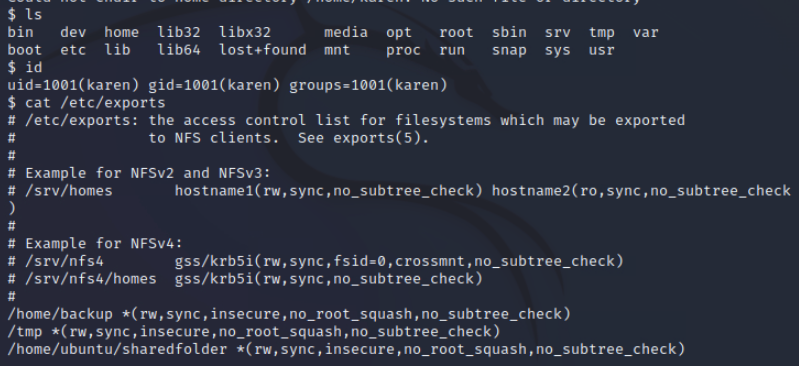 could not chdir to home directory /home/karen: No such file or directory
$ ls
bin   dev  home  lib32  libx32      media  opt   root  sbin  srv  tmp  var
boot  etc  lib   lib64  lost+found  mnt    proc  run   snap  sys  usr
$ id
uid=1001(karen) gid=1001(karen) groups=1001(karen)
$ cat /etc/exports
# /etc/exports: the access control list for filesystems which may be exported
#               to NFS clients.  See exports(5).
#
# Example for NFSv2 and NFSv3:
# /srv/homes       hostname1(rw,sync,no_subtree_check) hostname2(ro,sync,no_subtree_check
)
#
# Example for NFSv4:
# /srv/nfs4        gss/krb5i(rw,sync,fsid=0,crossmnt,no_subtree_check)
# /srv/nfs4/homes  gss/krb5i(rw,sync,no_subtree_check)
#
/home/backup *(rw,sync,insecure,no_root_squash,no_subtree_check)
/tmp *(rw,sync,insecure,no_root_squash,no_subtree_check)
/home/ubuntu/sharedfolder *(rw,sync,insecure,no_root_squash,no_subtree_check)